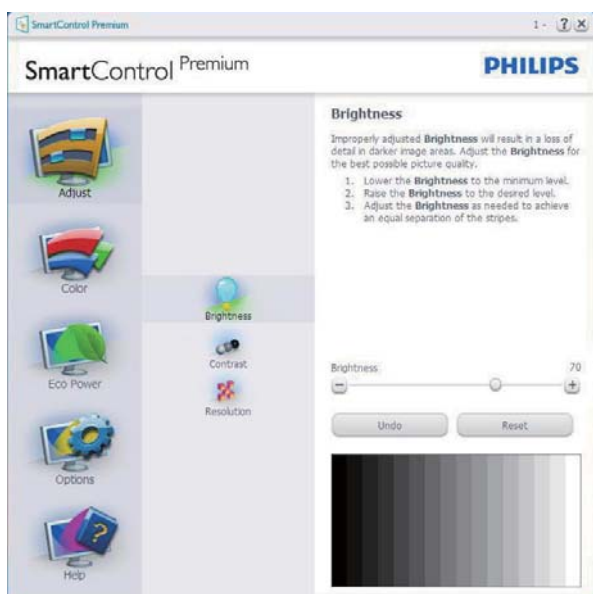 SmartControl Premium
1 - ? X
SmartControl Premium
PHILIPS
Adjust
Color
Eco Power
Options
Help
Brightness
Contrast
Resolution
Brightness
Improperly adjusted Brightness will result in a loss of
detail in darker image areas. Adjust the Brightness for
the best possible picture quality.
1. Lower the Brightness to the minimum level.
2. Raise the Brightness to the desired level.
3. Adjust the Brightness as needed to achieve
an equal separation of the stripes.
Brightness 70
Undo Reset